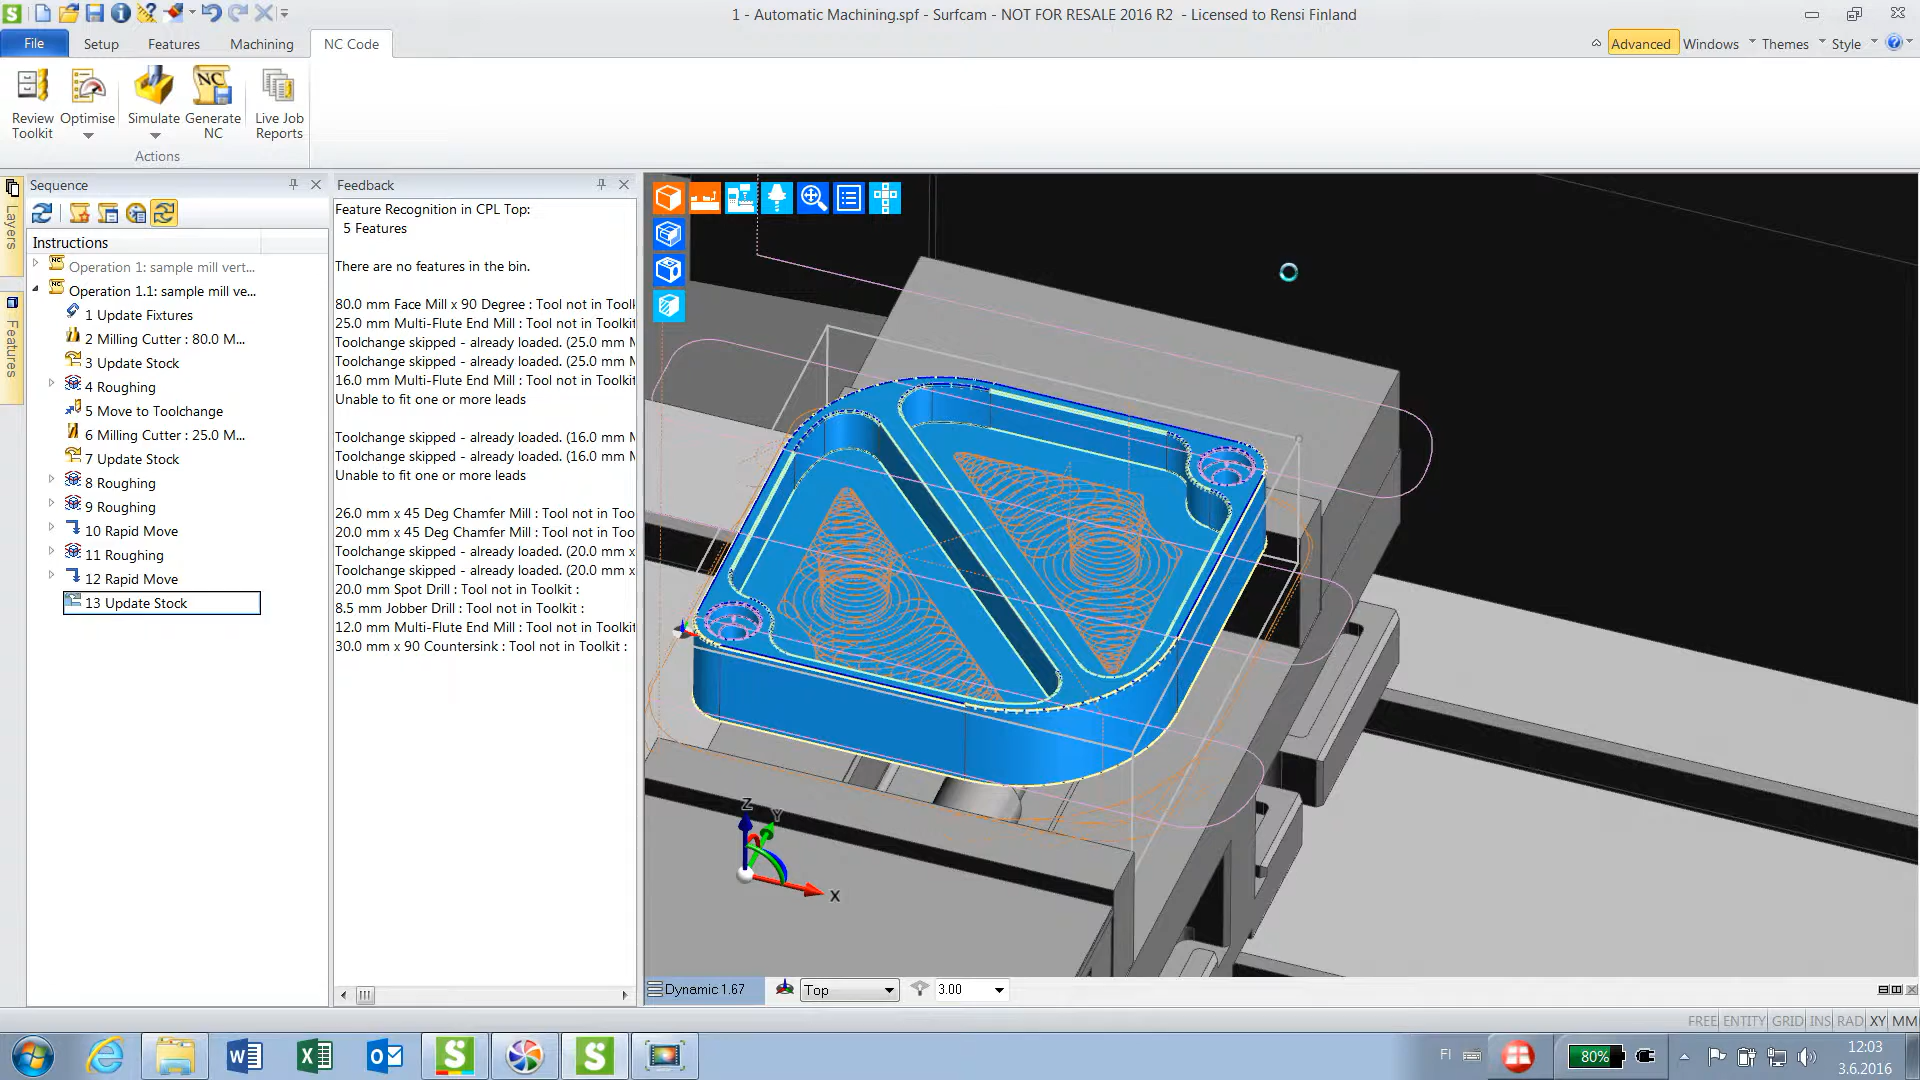 1 - Automatic Machining.spf - Surfcam - NOT FOR RESALE 2016 R2 - Licensed to Rensi Finland
File
Setup
Features
Machining
NC Code
Advanced
Windows
Themes
Style
Review Toolkit
Optimise
Simulate
Generate NC
Live Job Reports
Actions
Layers
Features
Sequence
Instructions
Operation 1: sample mill vert...
Operation 1.1: sample mill ve...
1 Update Fixtures
2 Milling Cutter : 80.0 M...
3 Update Stock
4 Roughing
5 Move to Toolchange
6 Milling Cutter : 25.0 M...
7 Update Stock
8 Roughing
9 Roughing
10 Rapid Move
11 Roughing
12 Rapid Move
13 Update Stock
Feedback
Feature Recognition in CPL Top:
5 Features
There are no features in the bin.
80.0 mm Face Mill x 90 Degree : Tool not in Toolk
25.0 mm Multi-Flute End Mill : Tool not in Toolkit
Toolchange skipped - already loaded. (25.0 mm M
Toolchange skipped - already loaded. (25.0 mm M
16.0 mm Multi-Flute End Mill : Tool not in Toolkit
Unable to fit one or more leads
Toolchange skipped - already loaded. (16.0 mm M
Toolchange skipped - already loaded. (16.0 mm M
Unable to fit one or more leads
26.0 mm x 45 Deg Chamfer Mill : Tool not in Too
20.0 mm x 45 Deg Chamfer Mill : Tool not in Too
Toolchange skipped - already loaded. (20.0 mm x
Toolchange skipped - already loaded. (20.0 mm x
20.0 mm Spot Drill : Tool not in Toolkit :
8.5 mm Jobber Drill : Tool not in Toolkit :
12.0 mm Multi-Flute End Mill : Tool not in Toolkit
30.0 mm x 90 Countersink : Tool not in Toolkit :
Z
Y
X
Dynamic 1.67
Top
3.00
FREE ENTITY GRID INS RAD XY MM
FI
80%
12:03
3.6.2016